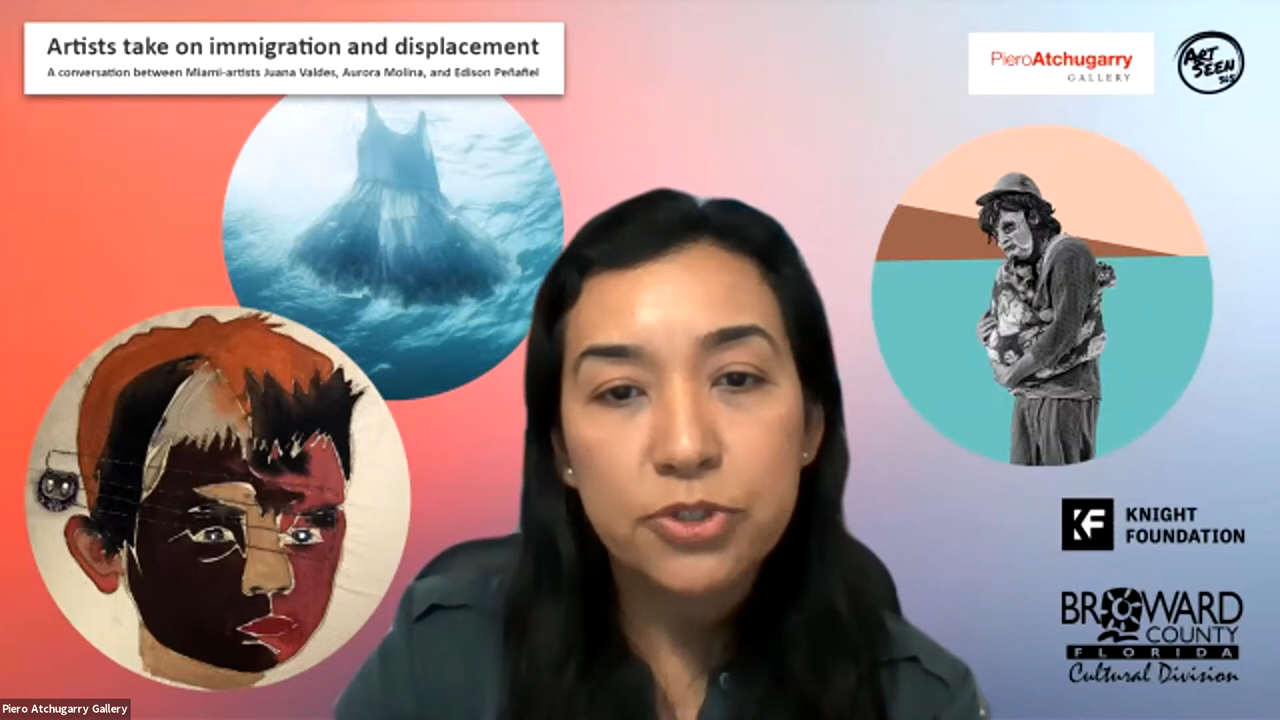 Artists take on immigration and displacement
A conversation between Miami-artists Juana Valdes, Aurora Molina, and Edison Peñafiel
PieroAtchugarry
GALLERY
ART
SEEN
KNIGHT
FOUNDATION
BROWARD
COUNTY
FLORIDA
Cultural Division
Piero Atchugarry Gallery